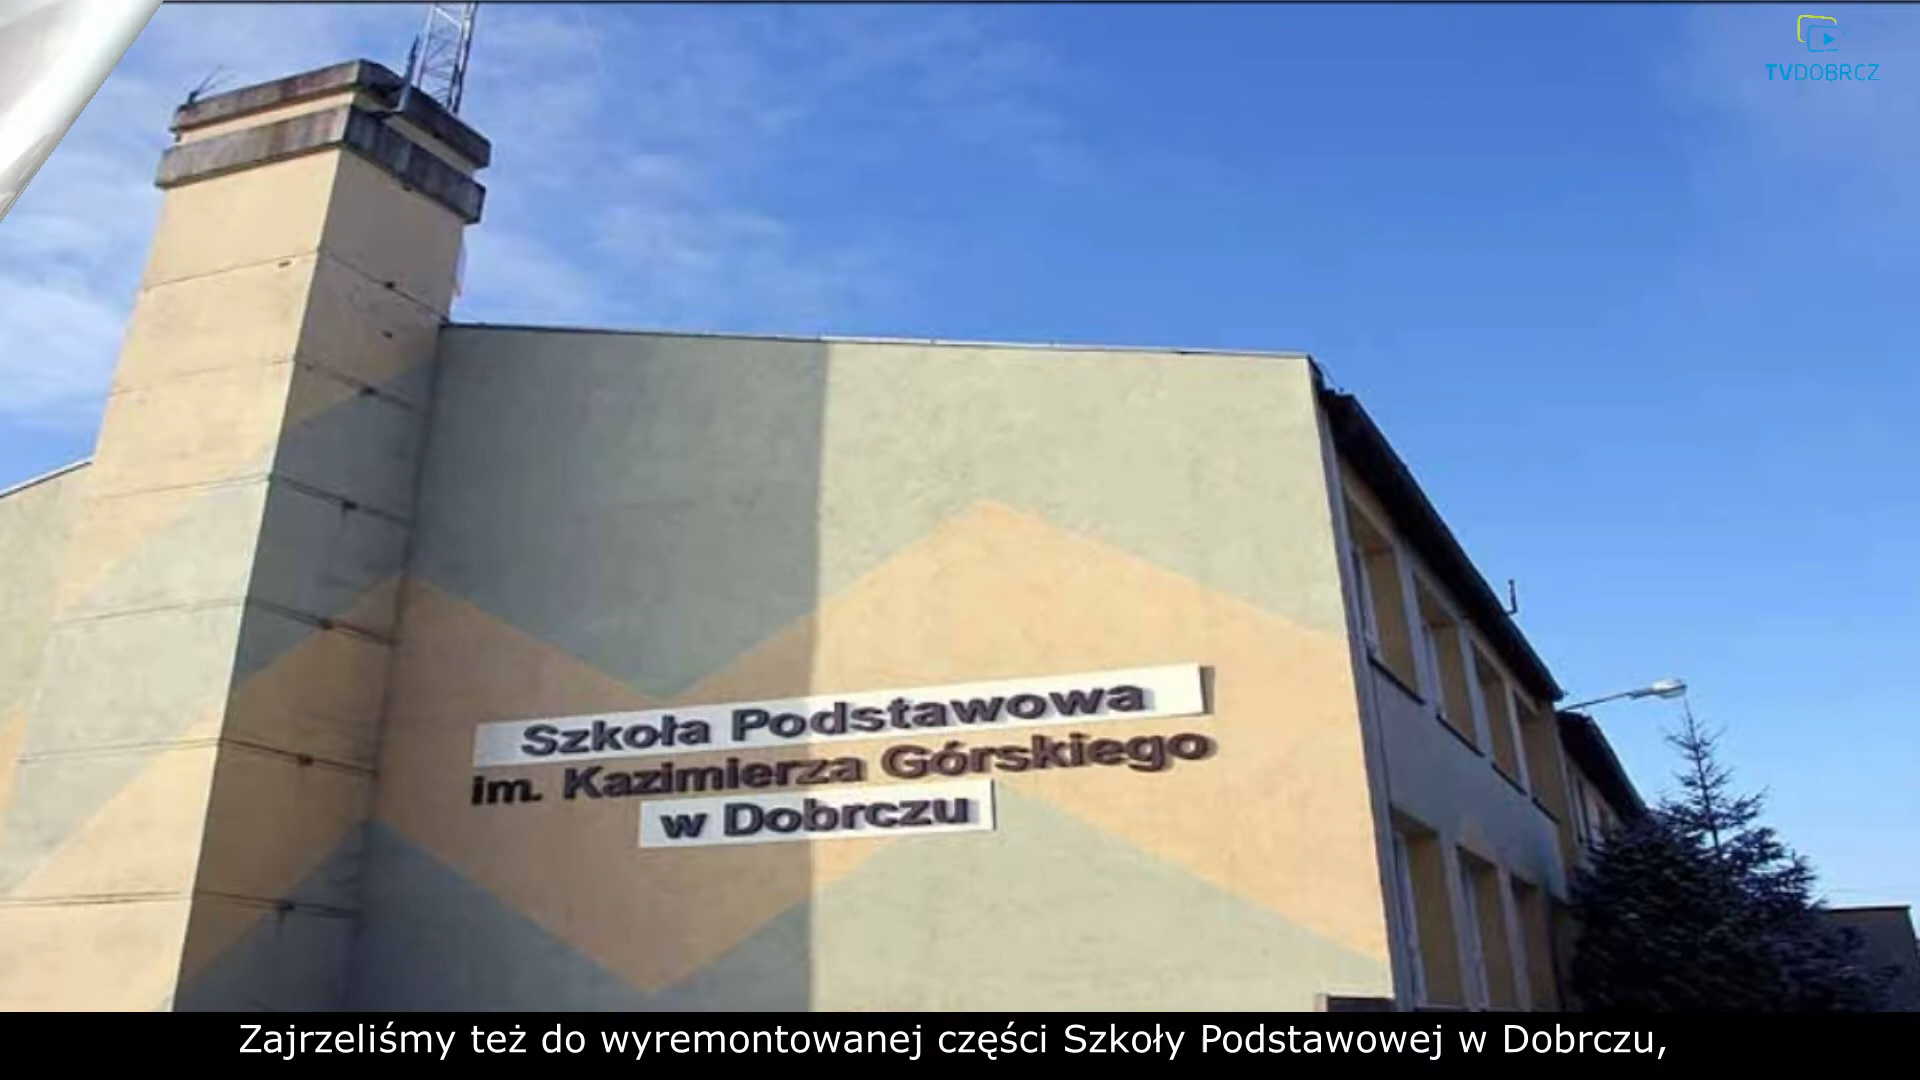 TVDOBRCZ
Szkoła Podstawowa
im. Kazimierza Górskiego
w Dobrczu
Zajrzeliśmy też do wyremontowanej części Szkoły Podstawowej w Dobrczu,